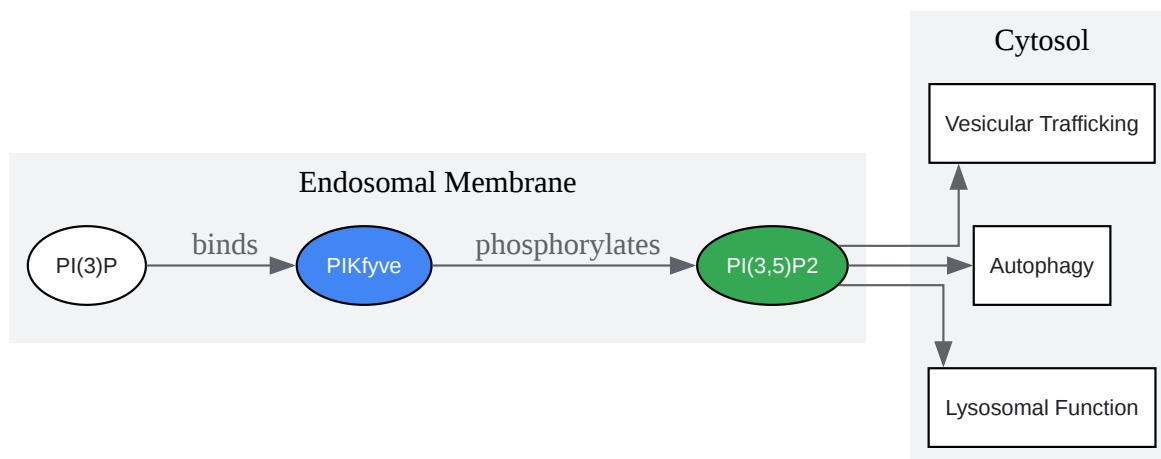 Cytosol
Vesicular Trafficking
Endosomal Membrane
binds
phosphorylates
PI(3)P
PIKfyve
PI(3,5)P2
Autophagy
Lysosomal Function